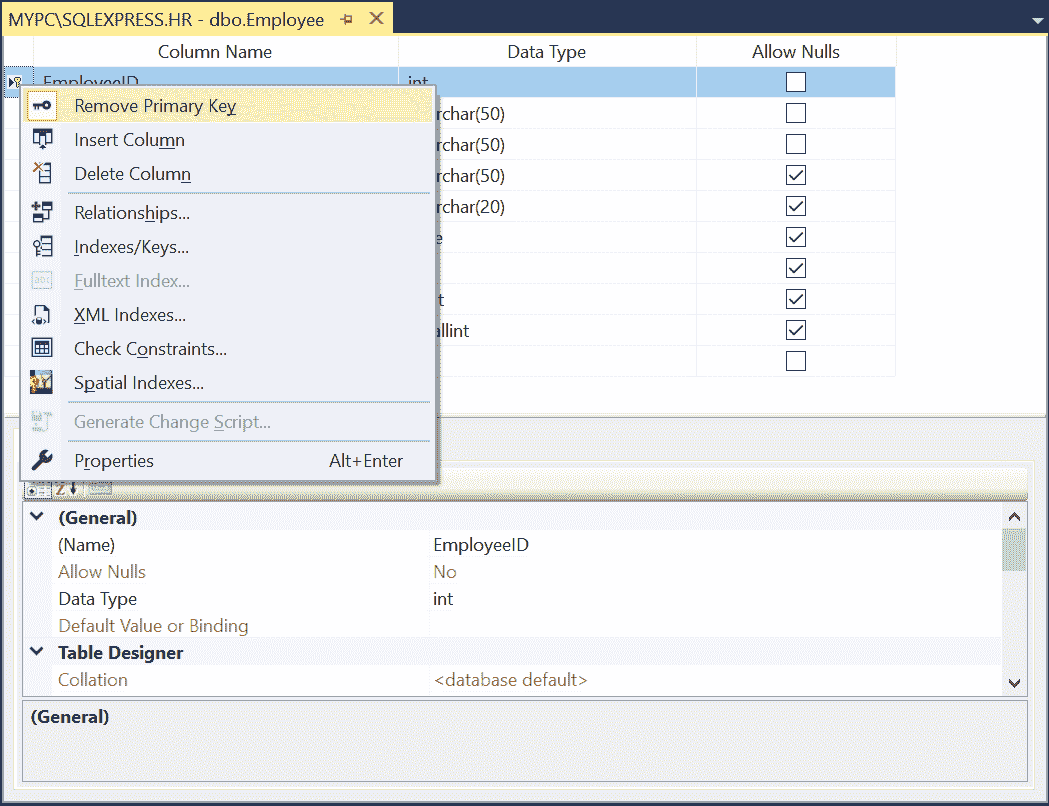 MYPC\SQLEXPRESS.HR - dbo.Employee
Column Name Data Type Allow Nulls
EmployeeID int
Remove Primary Key
rchar(50)
Insert Column
rchar(50)
Delete Column
rchar(50)
Relationships...
rchar(20)
Indexes/Keys...
e
Fulltext Index...
XML Indexes...
t
Check Constraints...
allint
Spatial Indexes...
Generate Change Script...
Properties Alt+Enter
(General)
(Name) EmployeeID
Allow Nulls No
Data Type int
Default Value or Binding
Table Designer
Collation <database default>
(General)